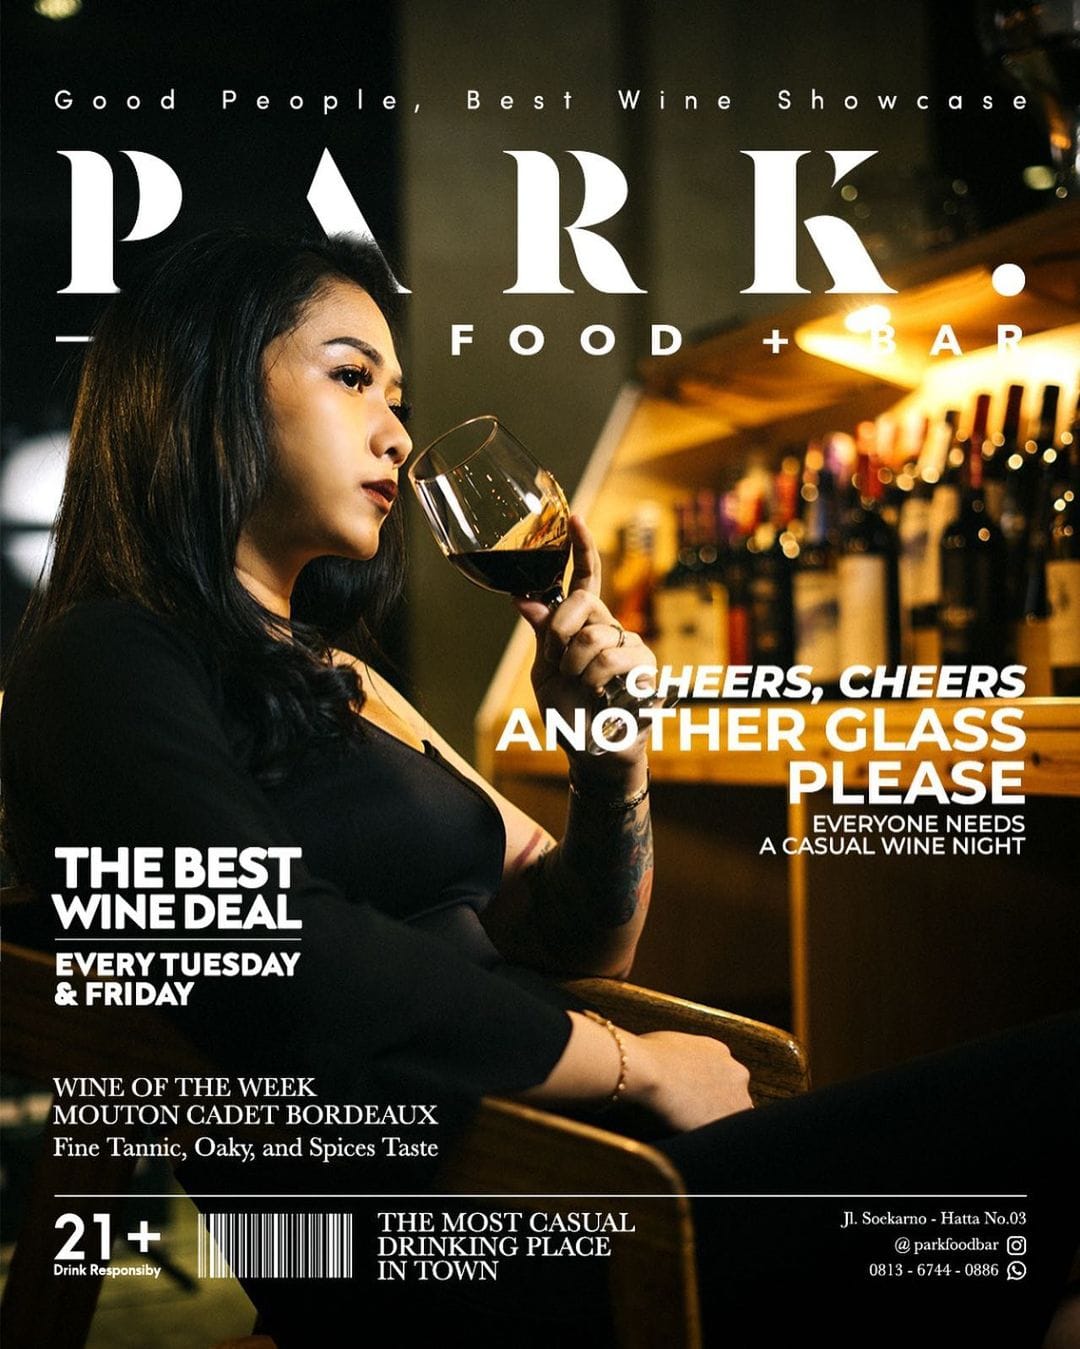 Good People, Best Wine Showcase
PARK.
FOOD + BAR
CHEERS, CHEERS
ANOTHER GLASS
PLEASE
EVERYONE NEEDS
A CASUAL WINE NIGHT
THE BEST
WINE DEAL
EVERY TUESDAY
& FRIDAY
WINE OF THE WEEK
MOUTON CADET BORDEAUX
Fine Tannic, Oaky, and Spices Taste
21+
Drink Responsiby
THE MOST CASUAL
DRINKING PLACE
IN TOWN
Jl. Soekarno - Hatta No.03
@parkfoodbar
0813 - 6744 - 0886